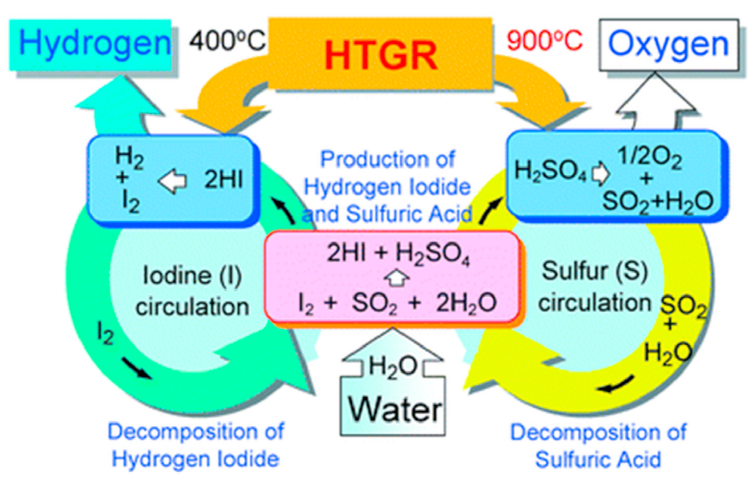 Hydrogen
400°C
HTGR
900°C
Oxygen
H₂
+
I₂
2HI
Production of
Hydrogen Iodide
and Sulfuric Acid
H₂SO₄
1/2O₂
+
SO₂+H₂O
2HI + H₂SO₄
I₂ + SO₂ + 2H₂O
Iodine (I)
circulation
Sulfur (S)
circulation
I₂
SO₂
+
H₂O
H₂O
Water
Decomposition of
Hydrogen Iodide
Decomposition of
Sulfuric Acid